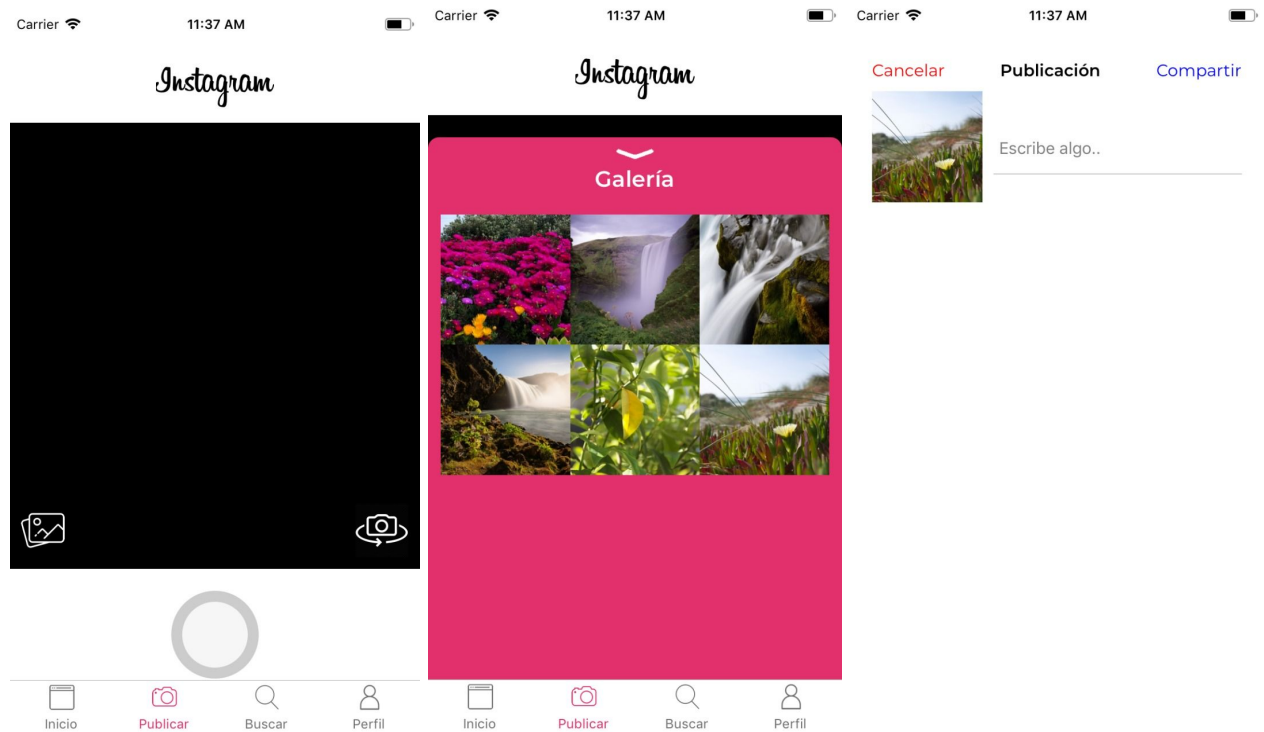 Carrier
11:37 AM
Instagram
Inicio
Publicar
Buscar
Perfil
Carrier
11:37 AM
Instagram
Galería
Inicio
Publicar
Buscar
Perfil
Carrier
11:37 AM
Cancelar
Publicación
Compartir
Escribe algo..